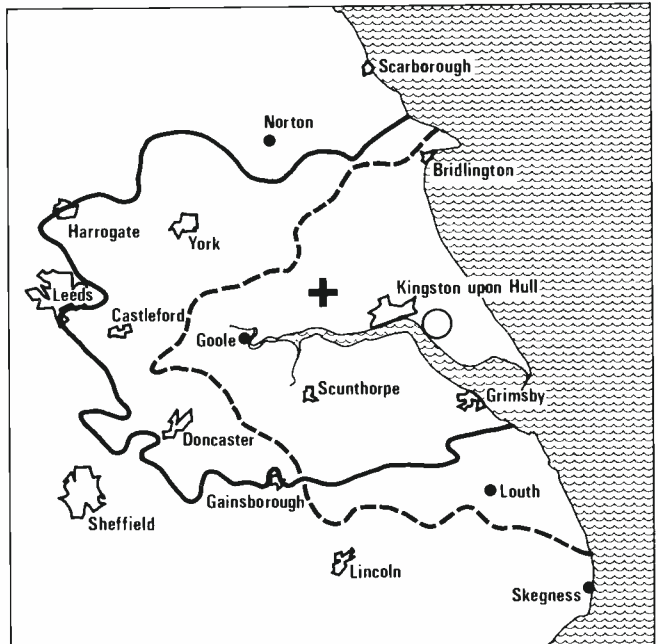 Scarborough
Norton
Bridlington
Harrogate
York
Leeds
Kingston upon Hull
Castleford
Goole
Scunthorpe
Grimsby
Doncaster
Gainsborough
Louth
Sheffield
Lincoln
Skegness